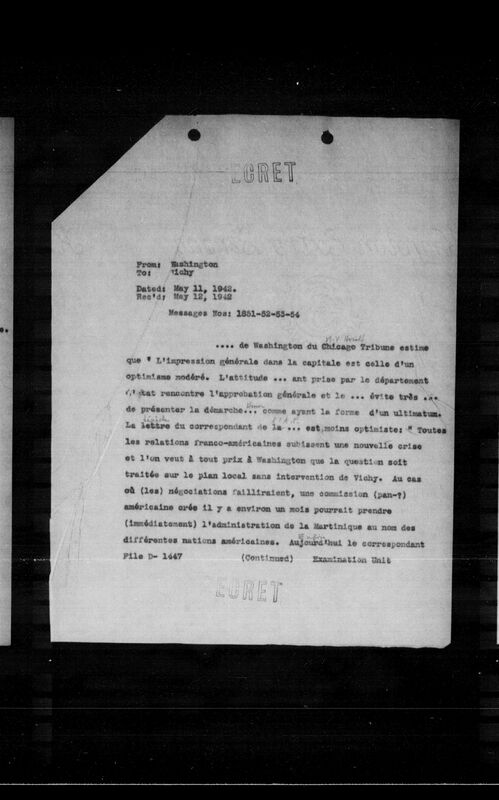 ECRET
From: Washington
To: Vichy
Dated: May 11, 1942.
Rec'd: May 12, 1942
Messages Nos: 1851-52-53-54
N.Y. Herald
.... de Washington du Chicago Tribune estime
que " L'impression générale dans la capitale est celle d'un
optimisme modéré. L'attitude ... ant prise par le département
d'état rencontre l'approbation générale et le ... évite très ...
de présenter la démarche... comme ayant la forme d'un ultimatum.
La lettre du correspondant de la ... est moins optimiste: " Toutes
les relations franco-américaines subissent une nouvelle crise
et l'on veut à tout prix à Washington que la question soit
traitée sur le plan local sans intervention de Vichy. Au cas
où (les) négociations failliraient, une commission (pan-?)
américaine crée il y a environ un mois pourrait prendre
(immédiatement) l'administration de la Martinique au nom des
différentes nations américaines. Aujourd'hui le correspondant
File D- 1447 (Continued) Examination Unit
ECRET
e.